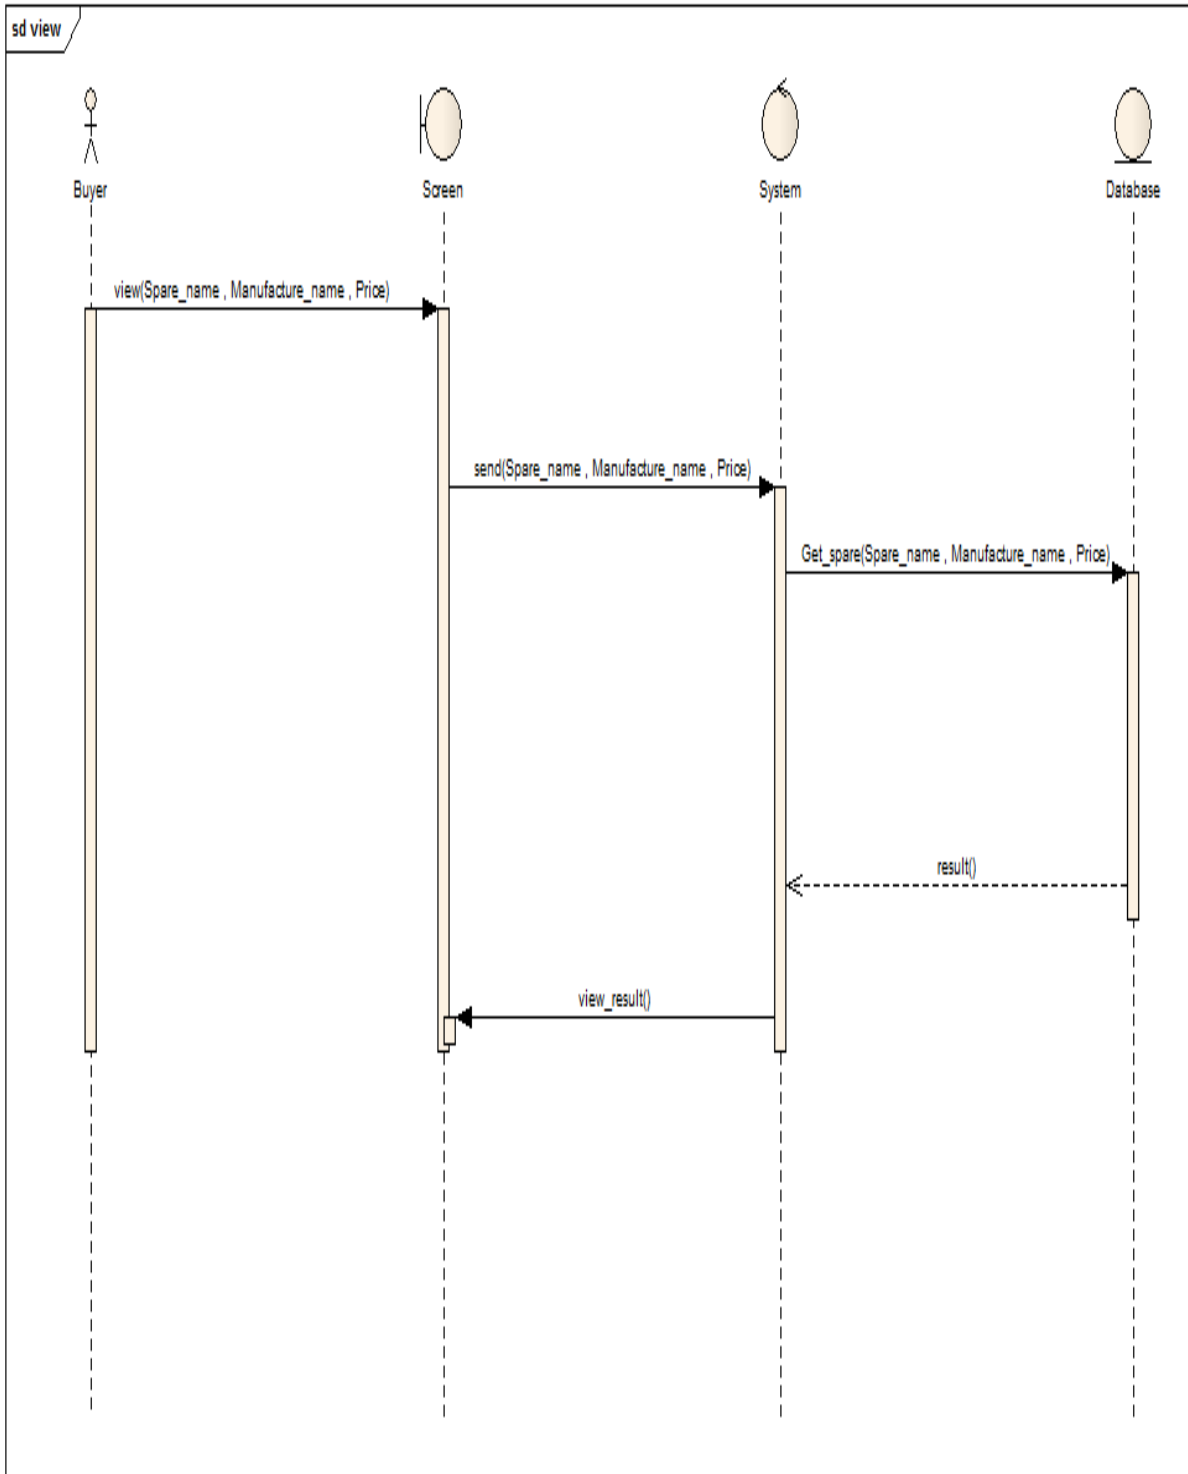 sd view
Buyer
Screen
System
Database
view(Spare_name , Manufacture_name , Price)
send(Spare_name , Manufacture_name , Price)
Get_spare(Spare_name , Manufacture_name , Price)
result()
view_result()